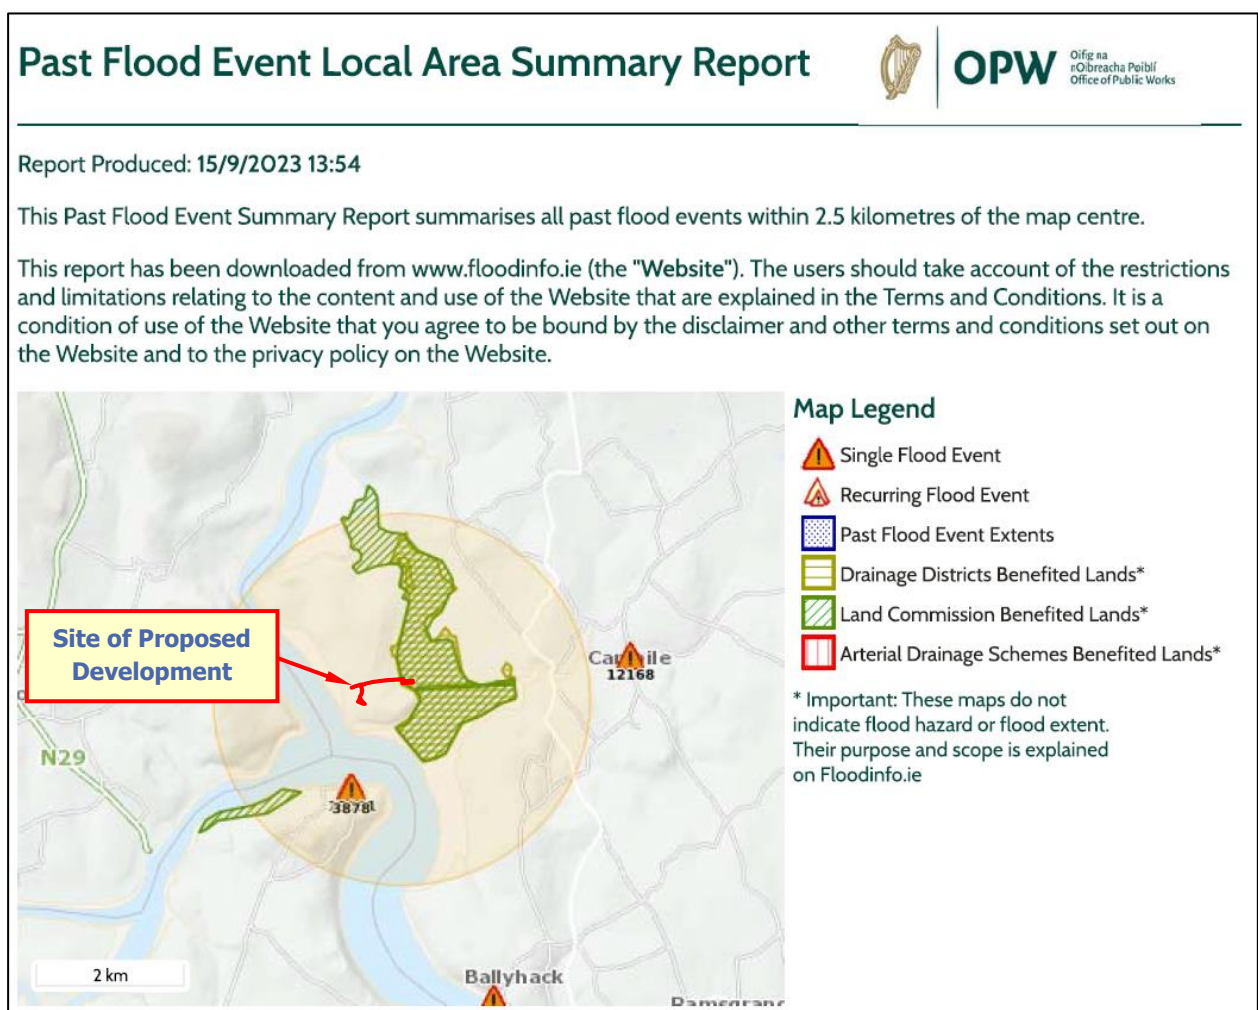 Past Flood Event Local Area Summary Report
OPW
Oifig na
nOibreacha Poiblí
Office of Public Works
Report Produced: 15/9/2023 13:54
This Past Flood Event Summary Report summarises all past flood events within 2.5 kilometres of the map centre.
This report has been downloaded from www.floodinfo.ie (the "Website"). The users should take account of the restrictions
and limitations relating to the content and use of the Website that are explained in the Terms and Conditions. It is a
condition of use of the Website that you agree to be bound by the disclaimer and other terms and conditions set out on
the Website and to the privacy policy on the Website.
Map Legend
Single Flood Event
Recurring Flood Event
Past Flood Event Extents
Drainage Districts Benefited Lands*
Land Commission Benefited Lands*
Arterial Drainage Schemes Benefited Lands*
* Important: These maps do not
indicate flood hazard or flood extent.
Their purpose and scope is explained
on Floodinfo.ie
Site of Proposed
Development
12168
N29
2 km
Ballyhack